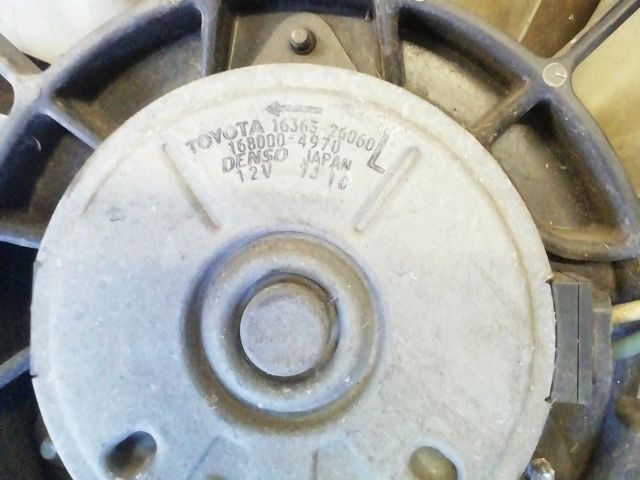 TOYOTA 16363-26060
168000-4970 L
DENSO JAPAN
12V